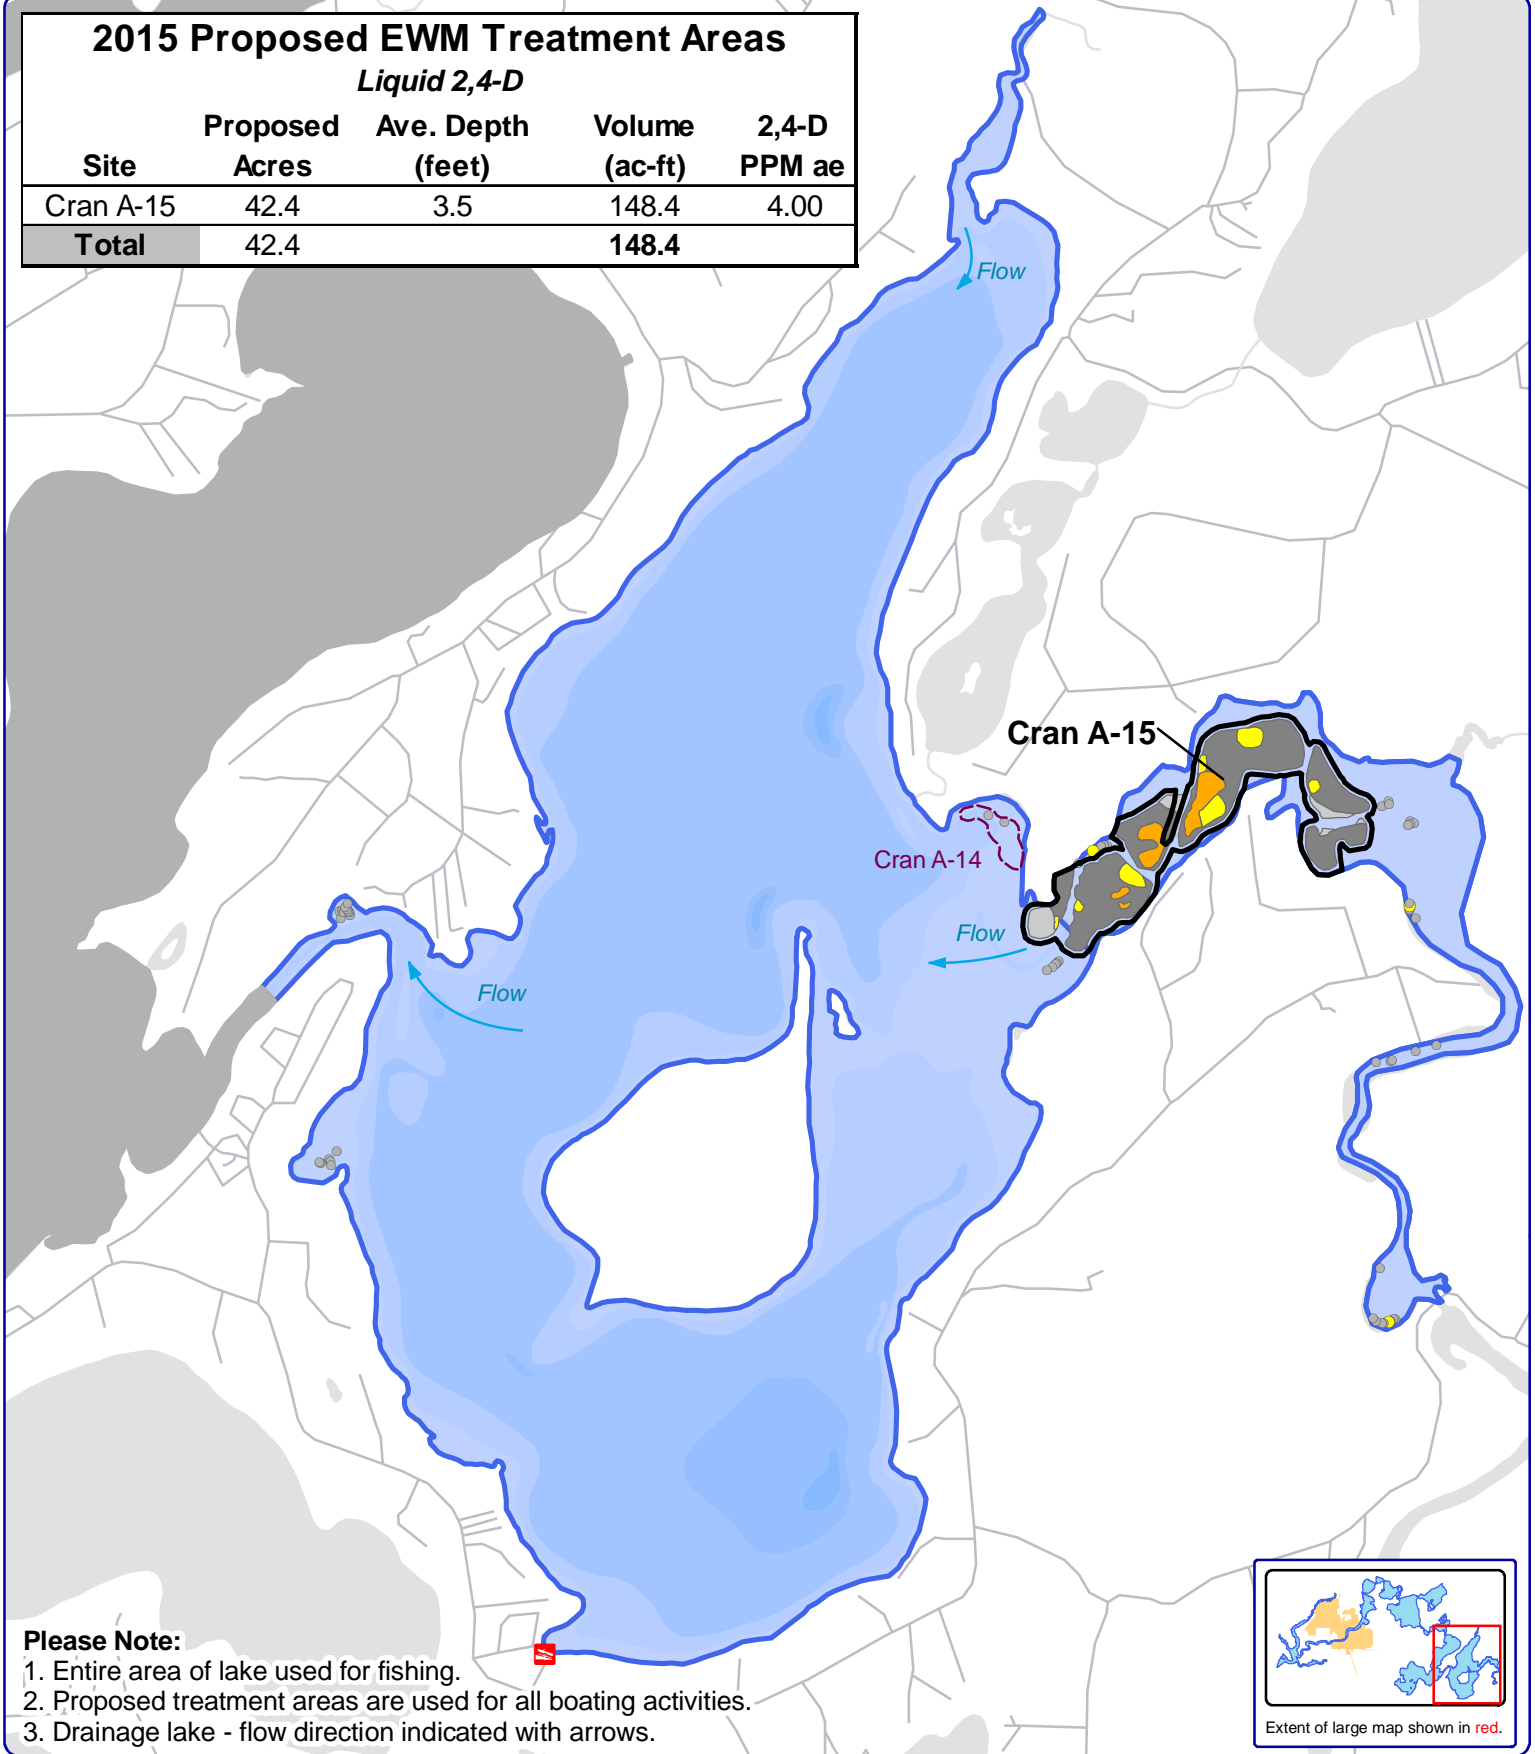 2015 Proposed EWM Treatment Areas
Liquid 2,4-D
Proposed Ave. Depth Volume 2,4-D
Site Acres (feet) (ac-ft) PPM ae
Cran A-15 42.4 3.5 148.4 4.00
Total 42.4 148.4
Flow
Cran A-15
Cran A-14
Flow
Flow
Please Note:
1. Entire area of lake used for fishing.
2. Proposed treatment areas are used for all boating activities.
3. Drainage lake - flow direction indicated with arrows.
Extent of large map shown in red.